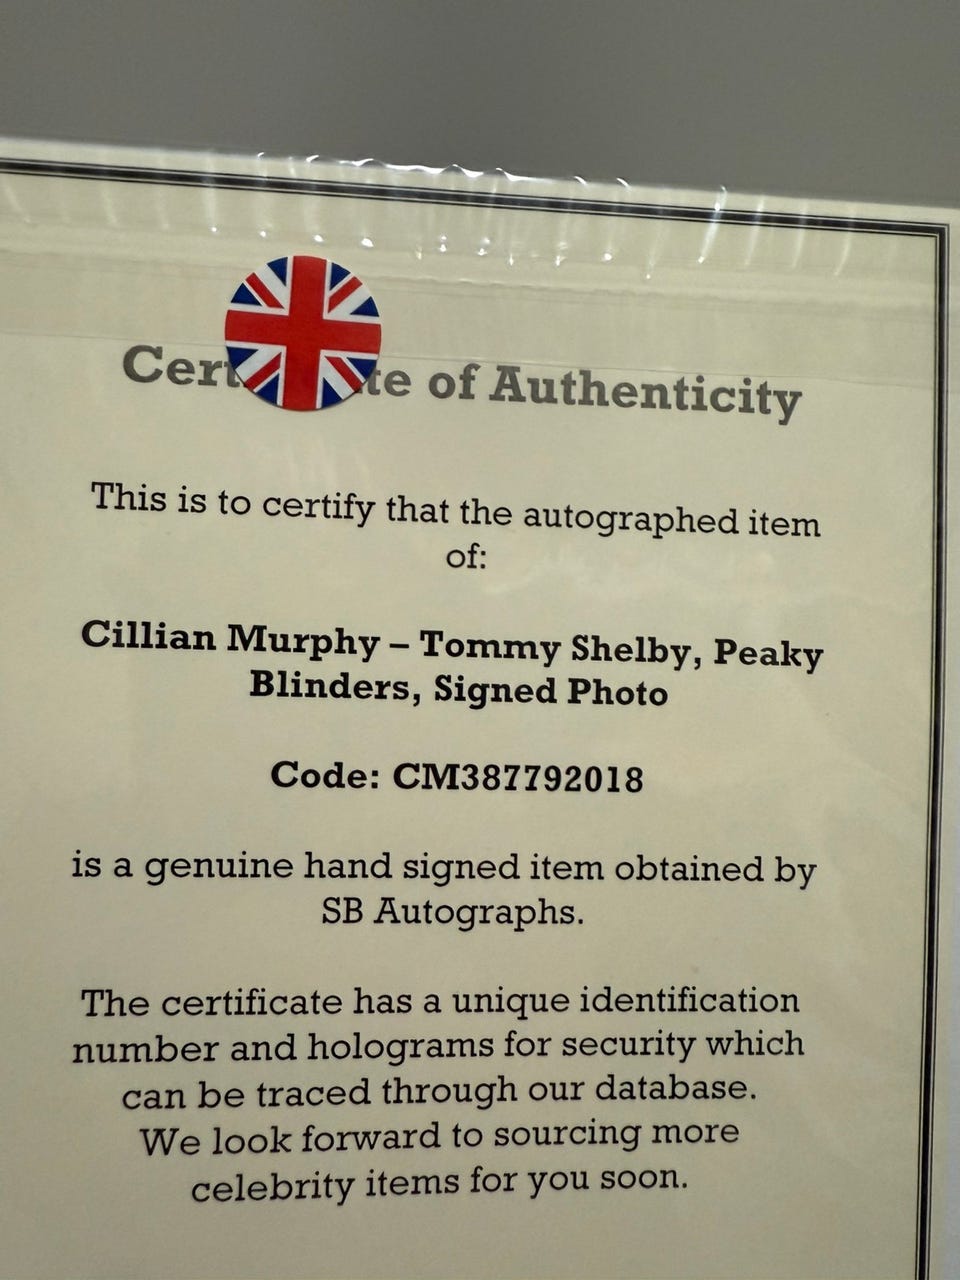 Cert te of Authenticity
This is to certify that the autographed item
of:
Cillian Murphy – Tommy Shelby, Peaky
Blinders, Signed Photo
Code: CM387792018
is a genuine hand signed item obtained by
SB Autographs.
The certificate has a unique identification
number and holograms for security which
can be traced through our database.
We look forward to sourcing more
celebrity items for you soon.